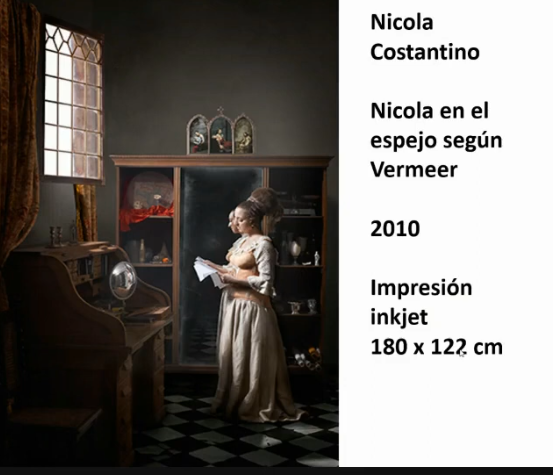 Nicola
Costantino
Nicola en el
espejo según
Vermeer
2010
Impresión
inkjet
180 x 122 cm